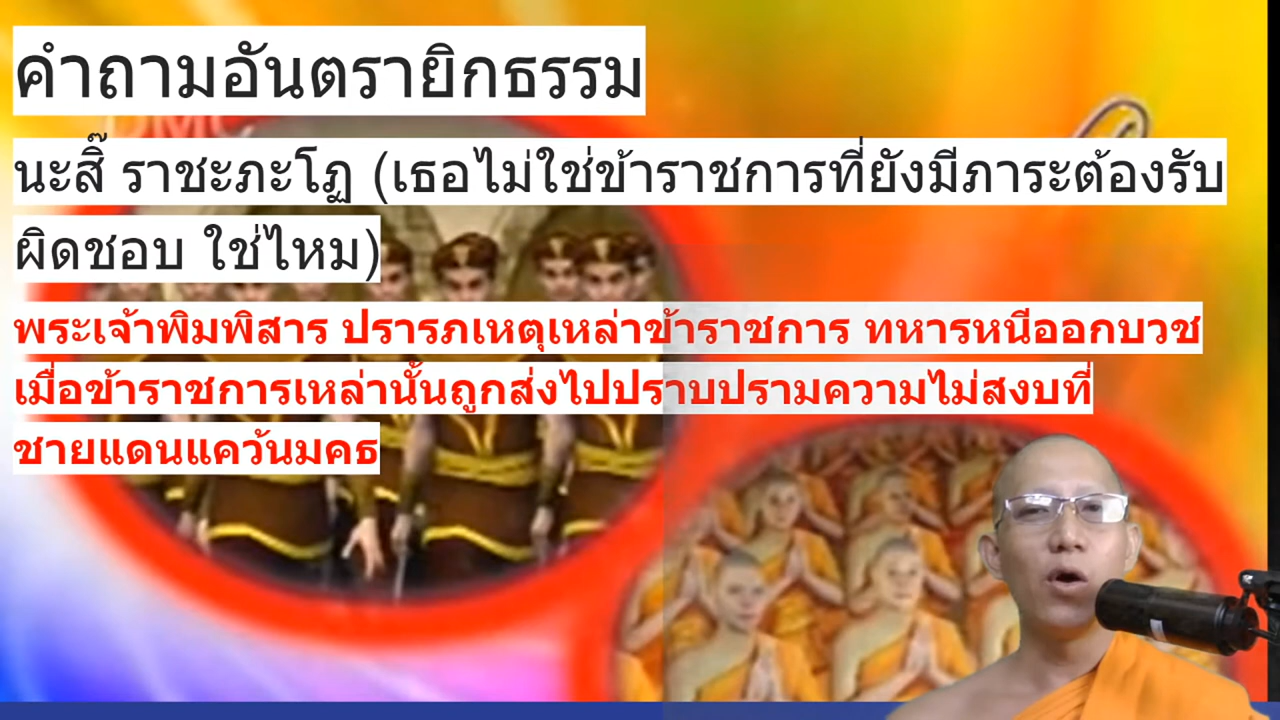 คำถามอันตรายิกธรรม
DMC
นะสิ๊ ราชะภะโฏ (เธอไม่ใช่ข้าราชการที่ยังมีภาระต้องรับ
ผิดชอบ ใช่ไหม)
พระเจ้าพิมพิสาร ปรารภเหตุเหล่าข้าราชการ ทหารหนีออกบวช
เมื่อข้าราชการเหล่านั้นถูกส่งไปปราบปรามความไม่สงบที่
ชายแดนแคว้นมคธ